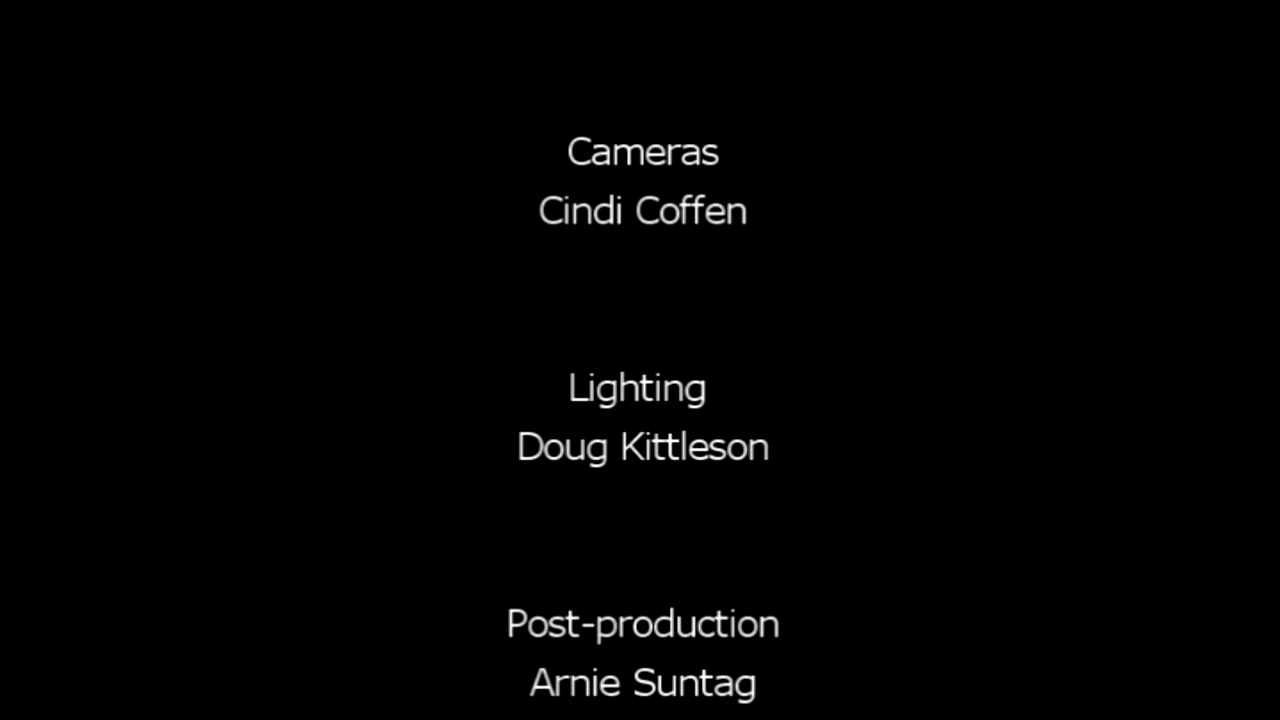 Cameras
Cindi Coffen
Lighting
Doug Kittleson
Post-production
Arnie Suntag